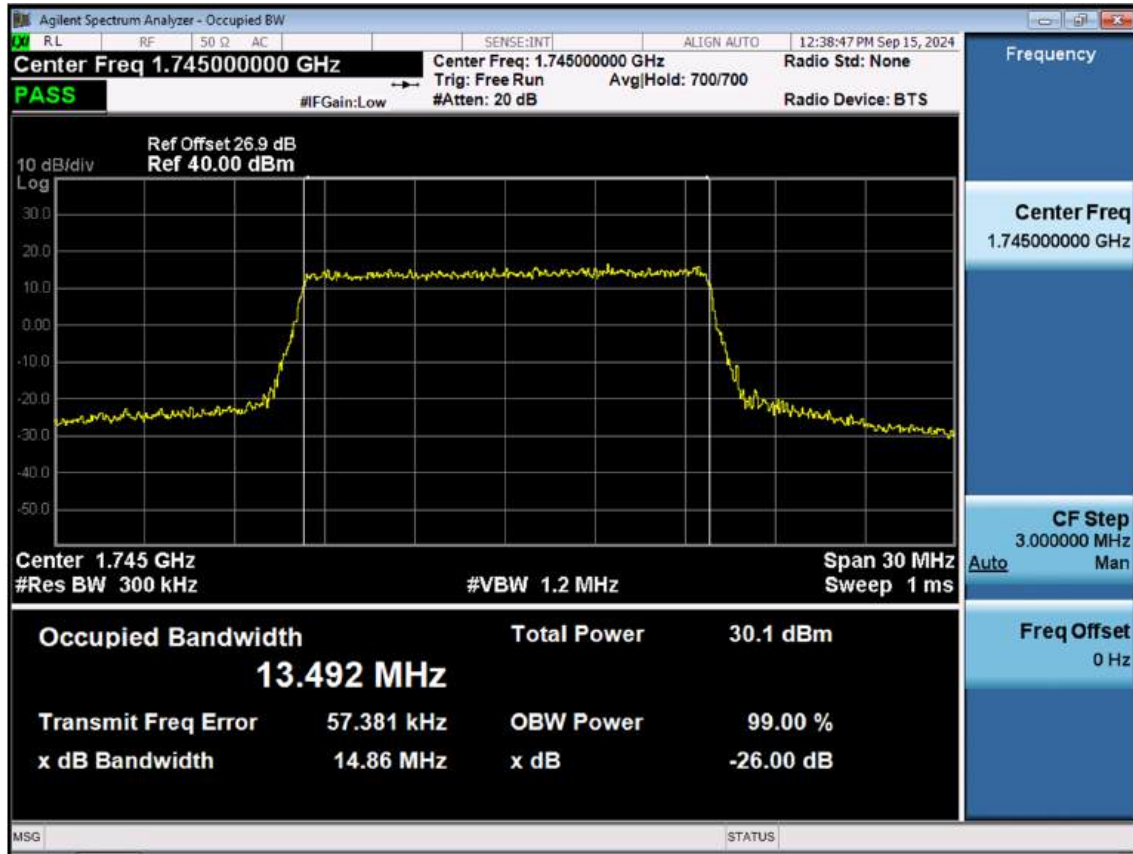 Agilent Spectrum Analyzer - Occupied BW
RL RF 50 Ω AC SENSE:INT ALIGN AUTO 12:38:47 PM Sep 15, 2024
Center Freq 1.745000000 GHz
Center Freq: 1.745000000 GHz
Radio Std: None
Trig: Free Run Avg|Hold: 700/700
PASS
#IFGain:Low
#Atten: 20 dB
Radio Device: BTS
Ref Offset 26.9 dB
10 dB/div Ref 40.00 dBm
Log
30.0
20.0
10.0
0.00
-10.0
-20.0
-30.0
-40.0
-50.0
Center 1.745 GHz Span 30 MHz
#Res BW 300 kHz #VBW 1.2 MHz Sweep 1 ms
Occupied Bandwidth Total Power 30.1 dBm
13.492 MHz
Transmit Freq Error 57.381 kHz OBW Power 99.00 %
x dB Bandwidth 14.86 MHz x dB -26.00 dB
MSG STATUS
Frequency
Center Freq
1.745000000 GHz
CF Step
3.000000 MHz
Auto Man
Freq Offset
0 Hz